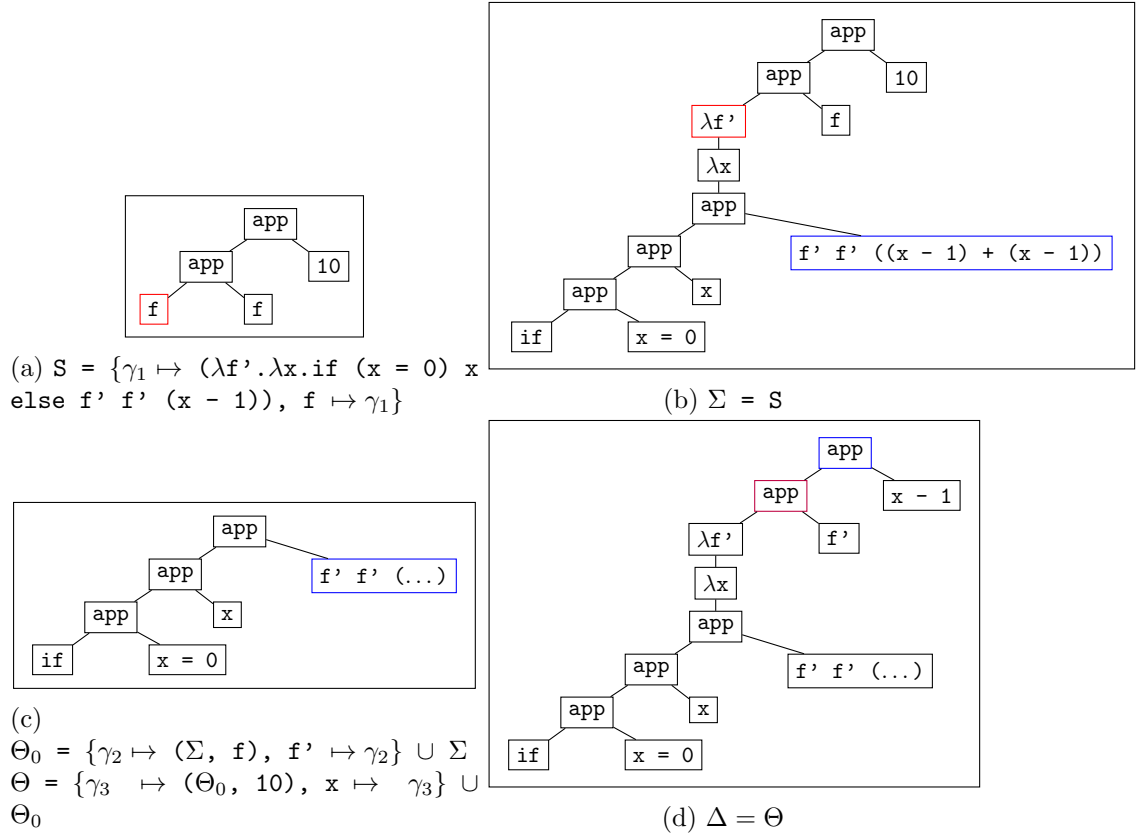 app
app
10
f
f
(a) S = {γ₁ ↦ (λf'.λx.if (x = 0) x
else f' f' (x - 1)), f ↦ γ₁}
app
app
10
λf'
f
λx
app
app
f' f' ((x - 1) + (x - 1))
app
x
if
x = 0
(b) Σ = S
app
app
f' f' (...)
app
x
if
x = 0
(c)
Θ₀ = {γ₂ ↦ (Σ, f), f' ↦ γ₂} ∪ Σ
Θ = {γ₃ ↦ (Θ₀, 10), x ↦ γ₃} ∪
Θ₀
app
app
x - 1
λf'
f'
λx
app
app
f' f' (...)
app
x
if
x = 0
(d) Δ = Θ